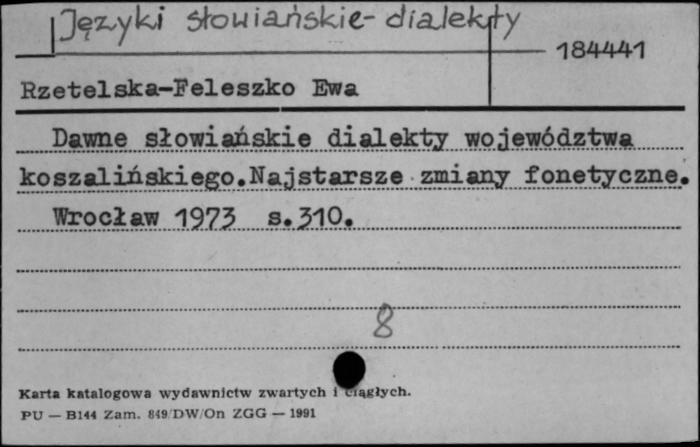 Języki słowiańskie - dialekty
184441
Rzetelska-Feleszko Ewa
Dawne słowiańskie dialekty województwa
koszalińskiego.Najstarsze zmiany fonetyczne.
Wrocław 1973 s.310.
8
Karta katalogowa wydawnictw zwartych i ciągłych.
PU — B144 Zam. 849/DW/On ZGG — 1991